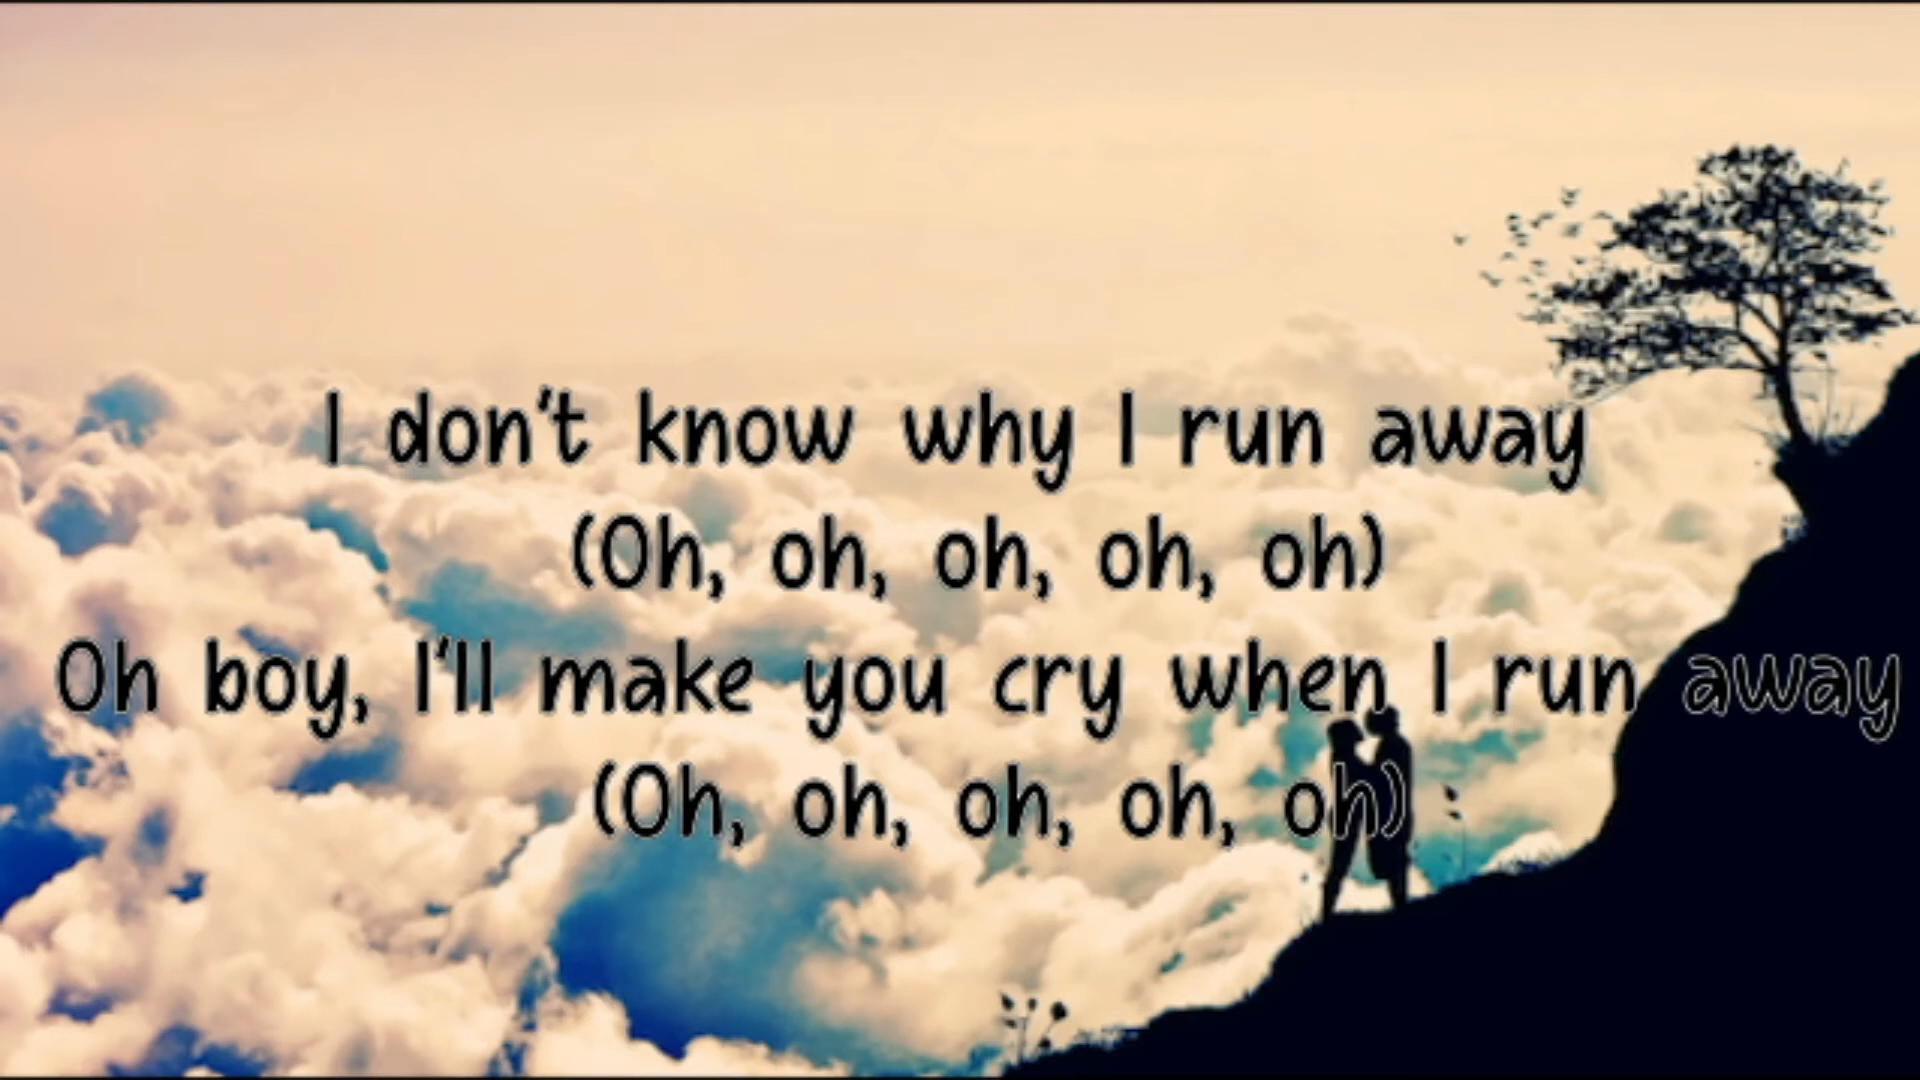 I don't know why I run away
(Oh, oh, oh, oh, oh)
Oh boy, I'll make you cry when I run away
(Oh, oh, oh, oh, oh)